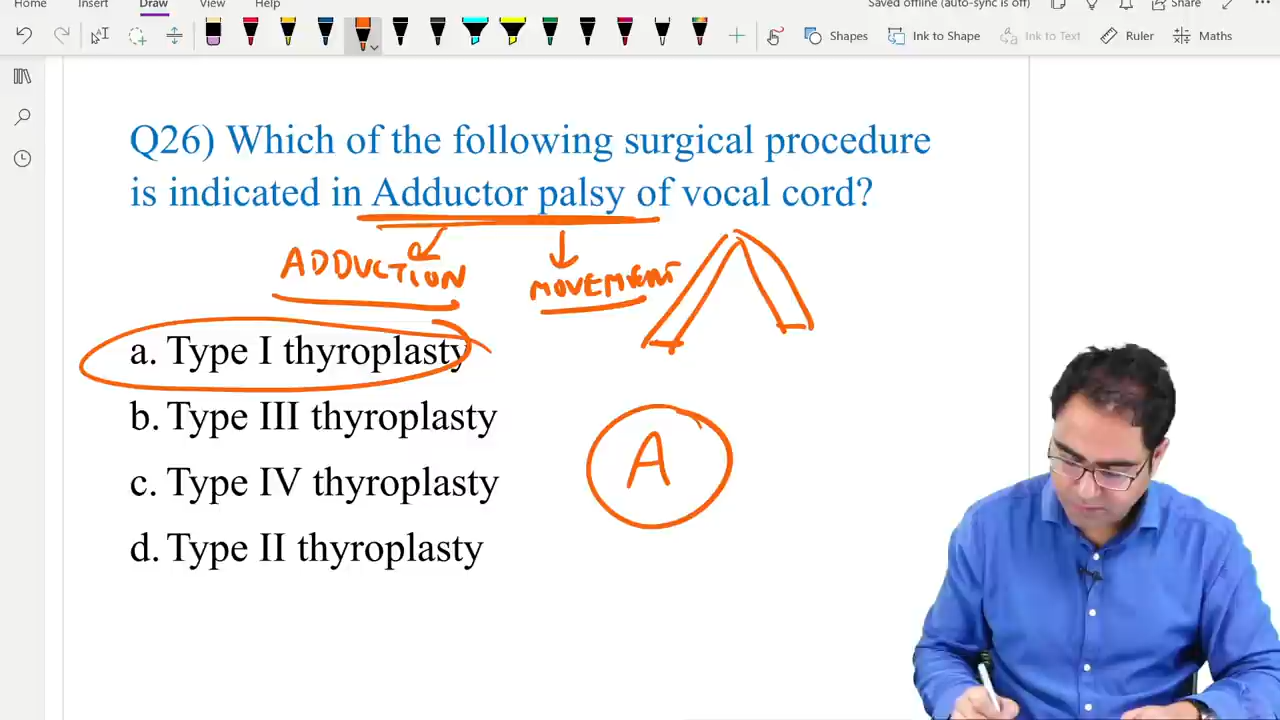 Home Insert Draw View Help Saved offline (auto-sync is off) Share
Shapes Ink to Shape Ink to Text Ruler Maths
Q26) Which of the following surgical procedure
is indicated in Adductor palsy of vocal cord?
ADDUCTION MOVEMENT
a. Type I thyroplasty
b. Type III thyroplasty
A
c. Type IV thyroplasty
d. Type II thyroplasty